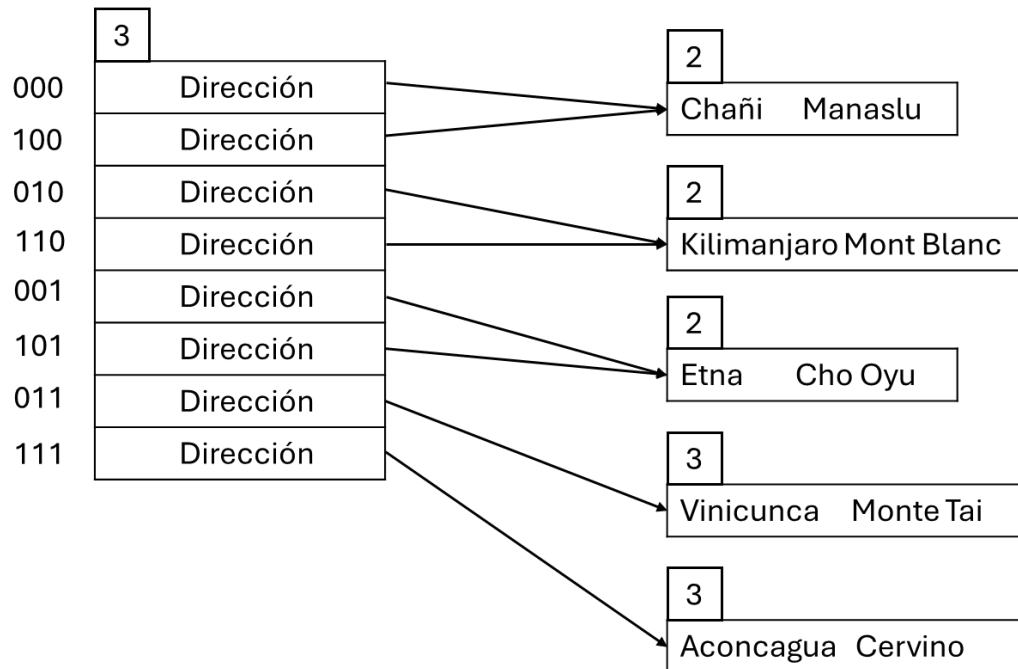 3
000 Dirección
100 Dirección
010 Dirección
110 Dirección
001 Dirección
101 Dirección
011 Dirección
111 Dirección
2
Chañi Manaslu
2
Kilimanjaro Mont Blanc
2
Etna Cho Oyu
3
Vinicunca Monte Tai
3
Aconcagua Cervino